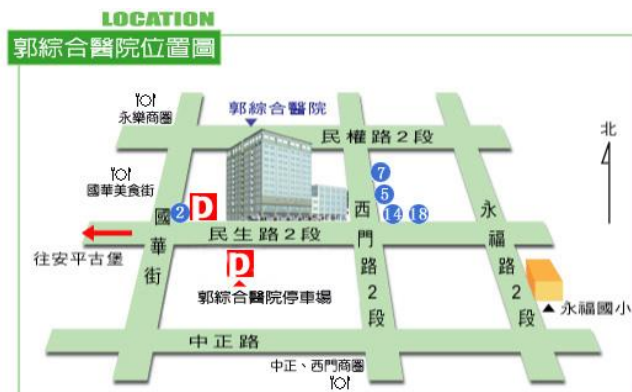 LOCATION
郭綜合醫院位置圖
永樂商圈
郭綜合醫院
民權路2段
北
國華美食街
7
5
2
P
14
18
國華街
民生路2段
西門路2段
永福路2段
往安平古堡
P
郭綜合醫院停車場
永福國小
中正路
中正、西門商圈